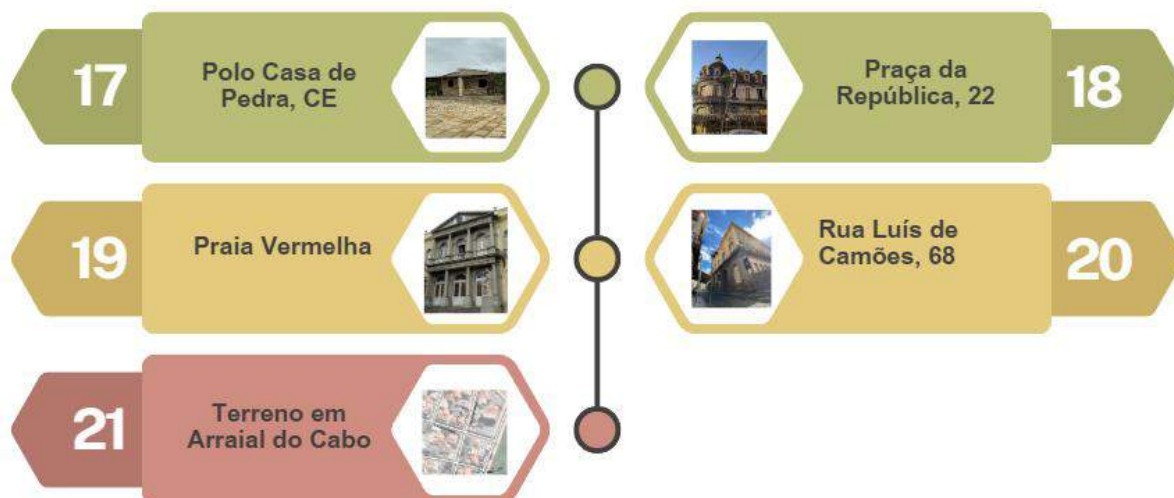 17
Polo Casa de
Pedra, CE
Praça da
República, 22
18
19
Praia Vermelha
Rua Luís de
Camões, 68
20
21
Terreno em
Arraial do Cabo